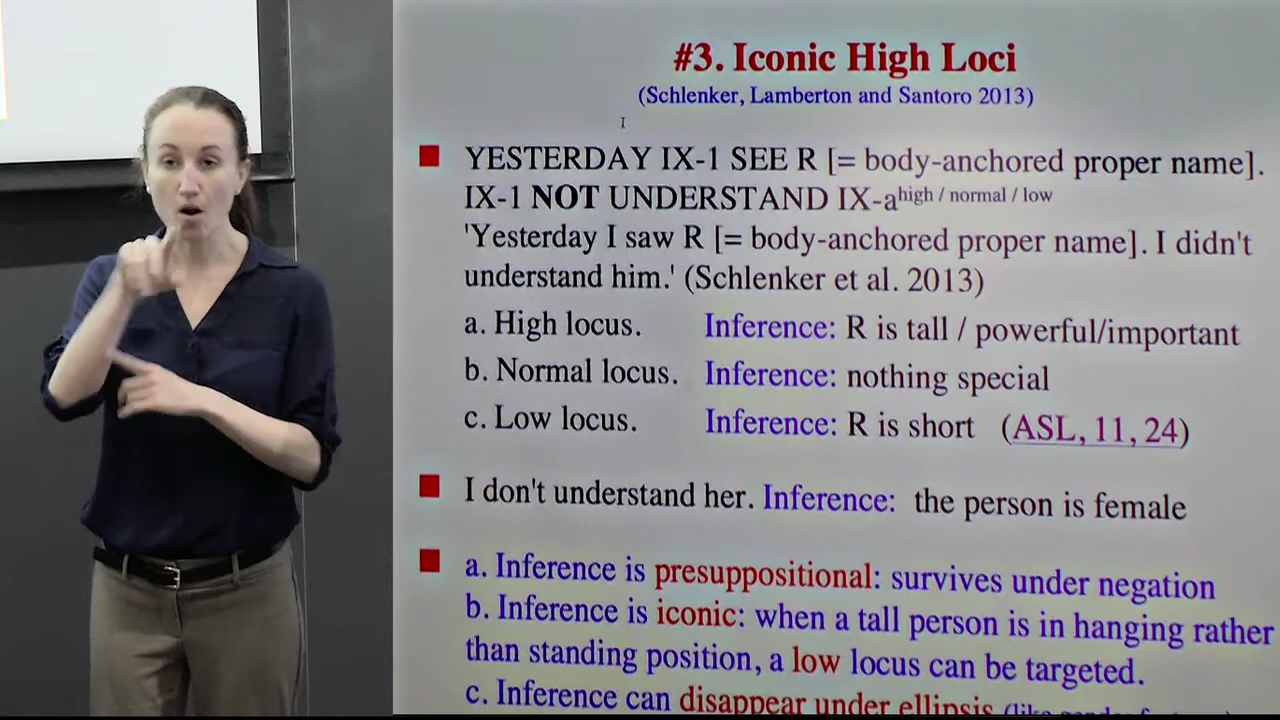 #3. Iconic High Loci
(Schlenker, Lamberton and Santoro 2013)
YESTERDAY IX-1 SEE R [= body-anchored proper name].
IX-1 NOT UNDERSTAND IX-a^high / normal / low
'Yesterday I saw R [= body-anchored proper name]. I didn't
understand him.' (Schlenker et al. 2013)
a. High locus. Inference: R is tall / powerful/important
b. Normal locus. Inference: nothing special
c. Low locus. Inference: R is short (ASL, 11, 24)
I don't understand her. Inference: the person is female
a. Inference is presuppositional: survives under negation
b. Inference is iconic: when a tall person is in hanging rather
than standing position, a low locus can be targeted.
c. Inference can disappear under ellipsis (like gender features)